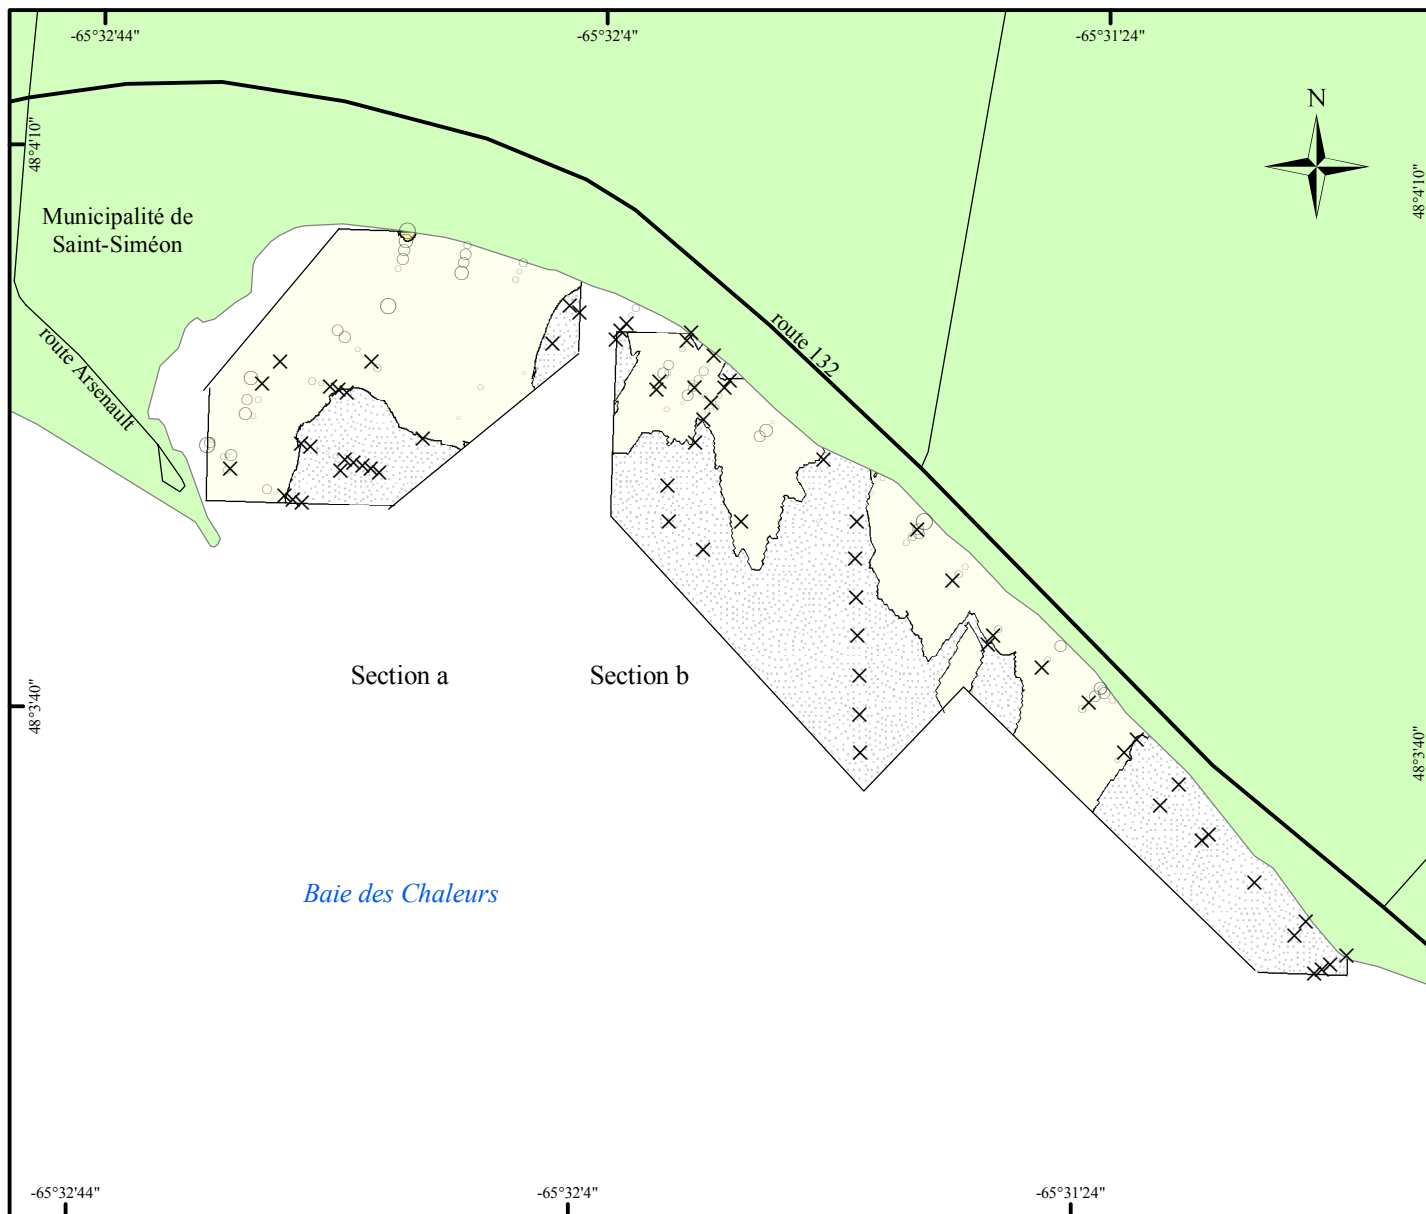 -65°32'44"
-65°32'4"
-65°31'24"
N
48°4'10"
48°4'10"
Municipalité de
Saint-Siméon
route Arsenault
route 132
Section a
Section b
48°3'40"
48°3'40"
Baie des Chaleurs
-65°32'44"
-65°32'4"
-65°31'24"